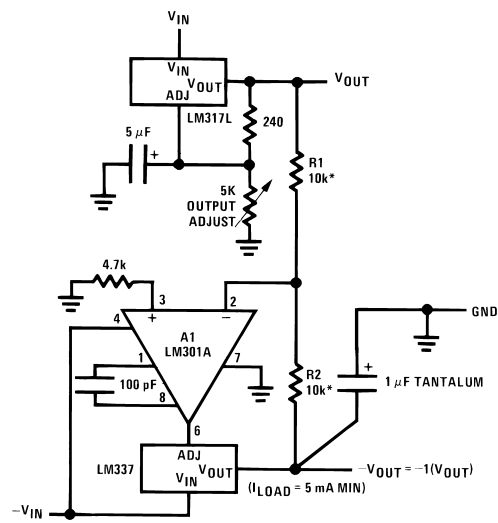 VIN
VIN
VOUT
ADJ
VOUT
LM317L
240
5 μF
+
R1
10k*
5K
OUTPUT
ADJUST
4.7k
3
2
+
−
4
A1
LM301A
GND
1
7
100 pF
8
R2
10k*
+
1 μF TANTALUM
6
ADJ
LM337
VOUT
VIN
−VOUT = −1(VOUT)
(ILOAD = 5 mA MIN)
−VIN